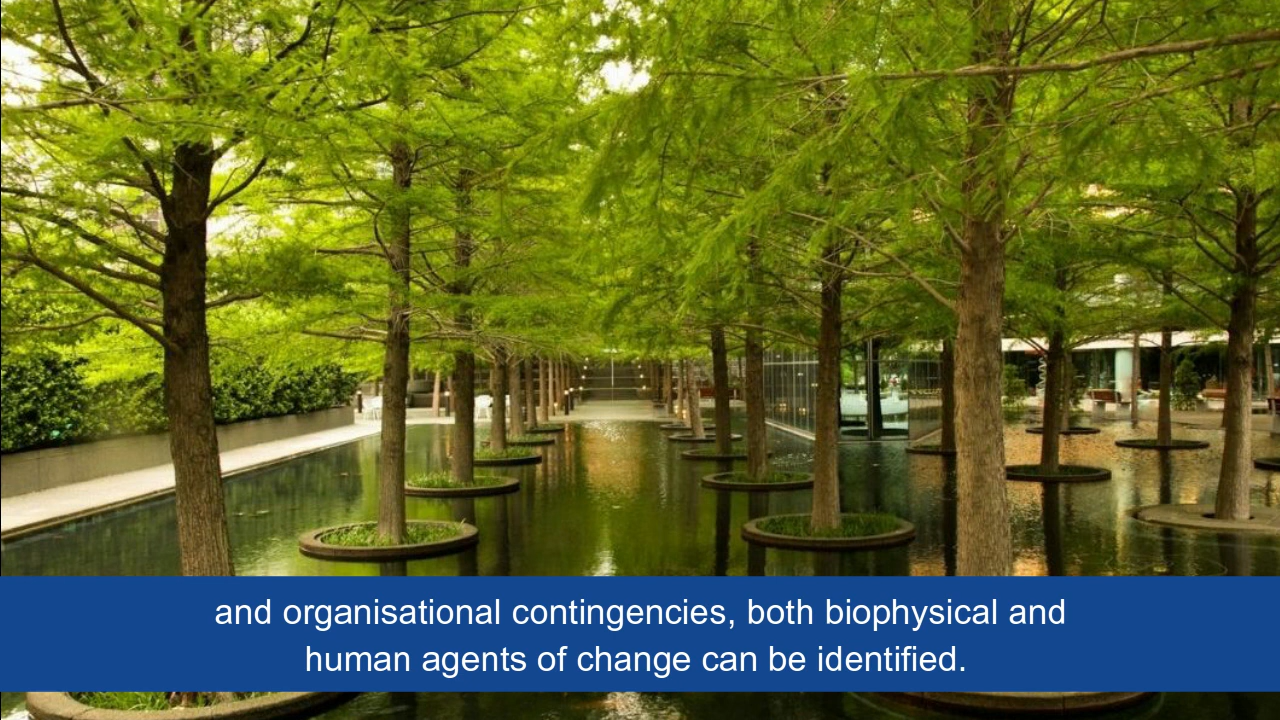 and organisational contingencies, both biophysical and
human agents of change can be identified.